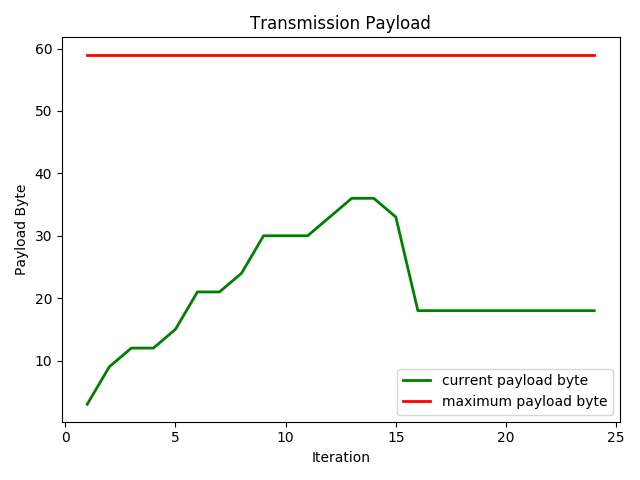 Transmission Payload
60
50
40
30
20
10
Payload Byte
current payload byte
maximum payload byte
0 5 10 15 20 25
Iteration